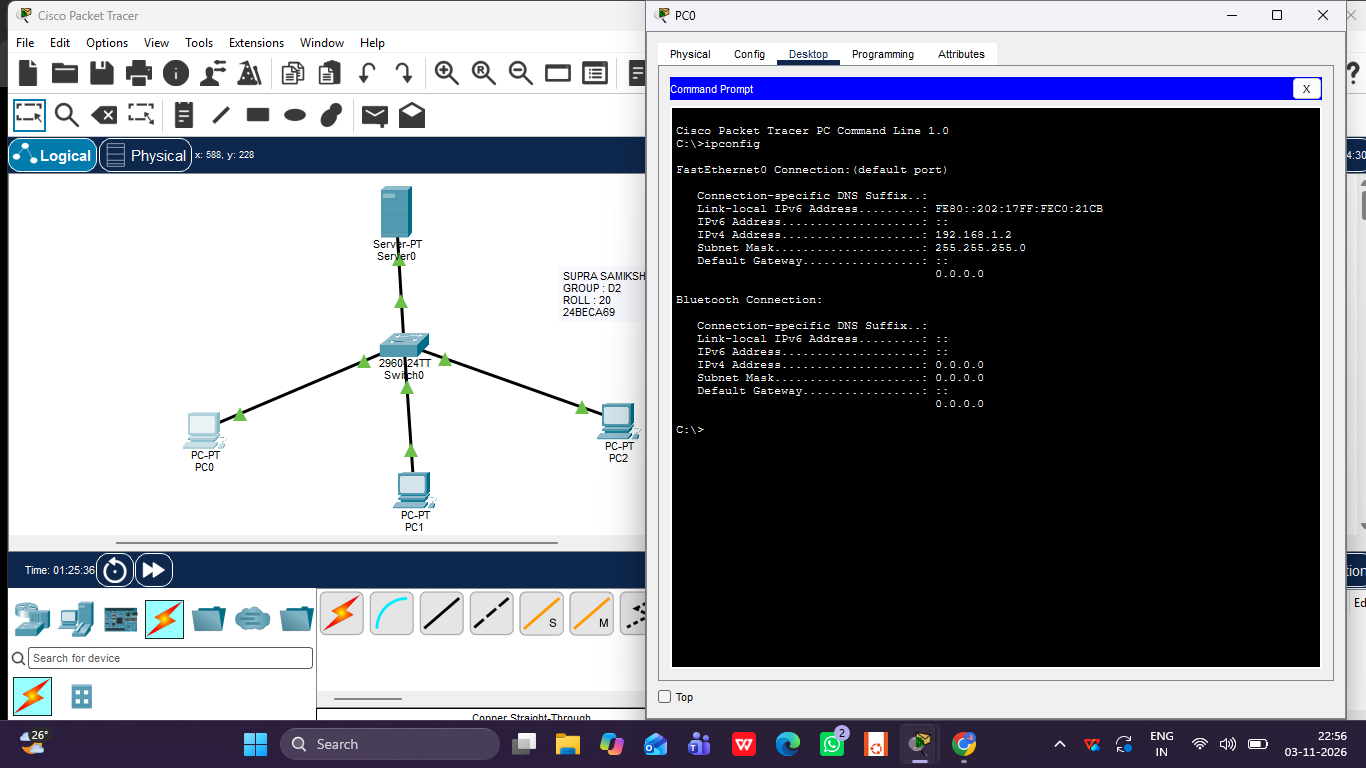 Cisco Packet Tracer
File Edit Options View Tools Extensions Window Help
Logical Physical x: 588, y: 228
Server-PT
Server0
SUPRA SAMIKSH
GROUP : D2
ROLL : 20
24BECA69
2960-24TT
Switch0
PC-PT
PC0
PC-PT
PC1
PC-PT
PC2
Time: 01:25:36
S M
Search for device
Copper Straight-Through
PC0
Physical Config Desktop Programming Attributes
Command Prompt X
Cisco Packet Tracer PC Command Line 1.0
C:\>ipconfig
FastEthernet0 Connection:(default port)
Connection-specific DNS Suffix..:
Link-local IPv6 Address.........: FE80::202:17FF:FEC0:21CB
IPv6 Address....................: ::
IPv4 Address....................: 192.168.1.2
Subnet Mask.....................: 255.255.255.0
Default Gateway.................: ::
0.0.0.0
Bluetooth Connection:
Connection-specific DNS Suffix..:
Link-local IPv6 Address.........: ::
IPv6 Address....................: ::
IPv4 Address....................: 0.0.0.0
Subnet Mask.....................: 0.0.0.0
Default Gateway.................: ::
0.0.0.0
C:\>
Top
4:30
?
tion
Ed
26°
Search
2
ENG
IN
22:56
03-11-2026